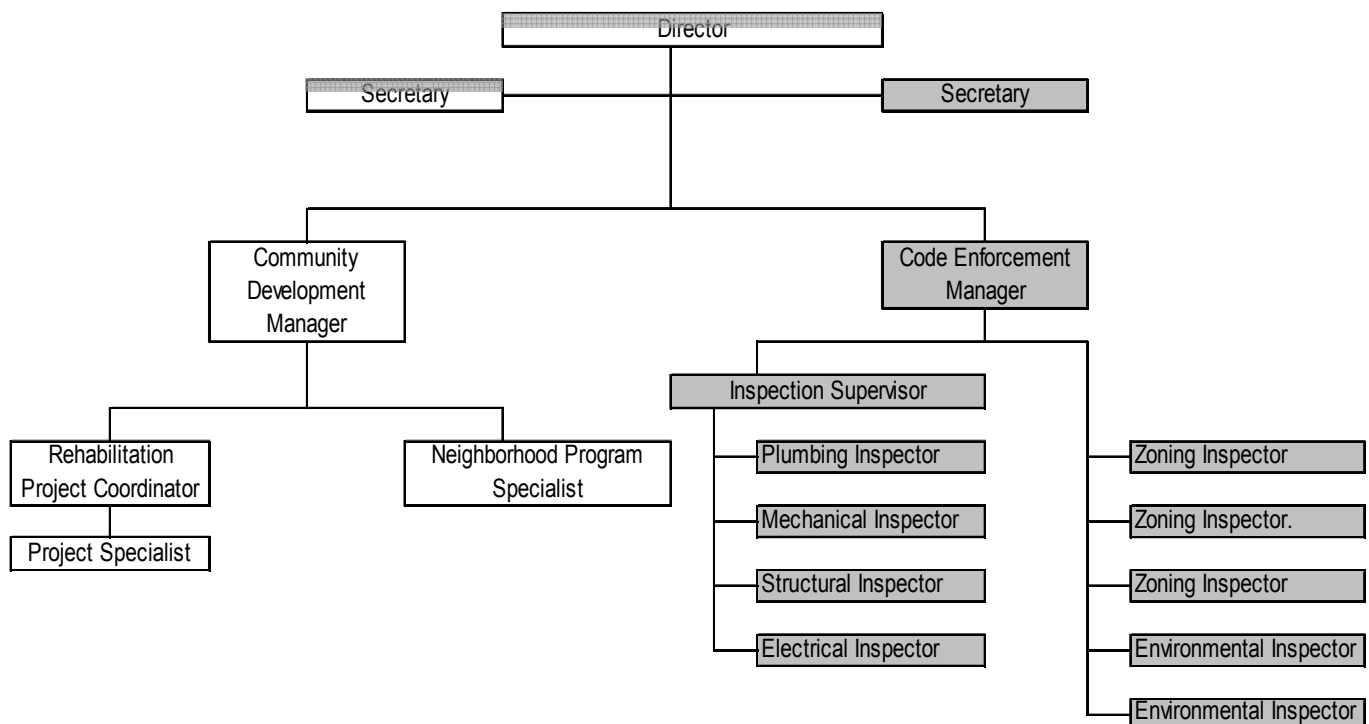 Director
Secretary
Secretary
Community
Development
Manager
Code Enforcement
Manager
Inspection Supervisor
Rehabilitation
Project Coordinator
Neighborhood Program
Specialist
Project Specialist
Plumbing Inspector
Mechanical Inspector
Structural Inspector
Electrical Inspector
Zoning Inspector
Zoning Inspector.
Zoning Inspector
Environmental Inspector
Environmental Inspector